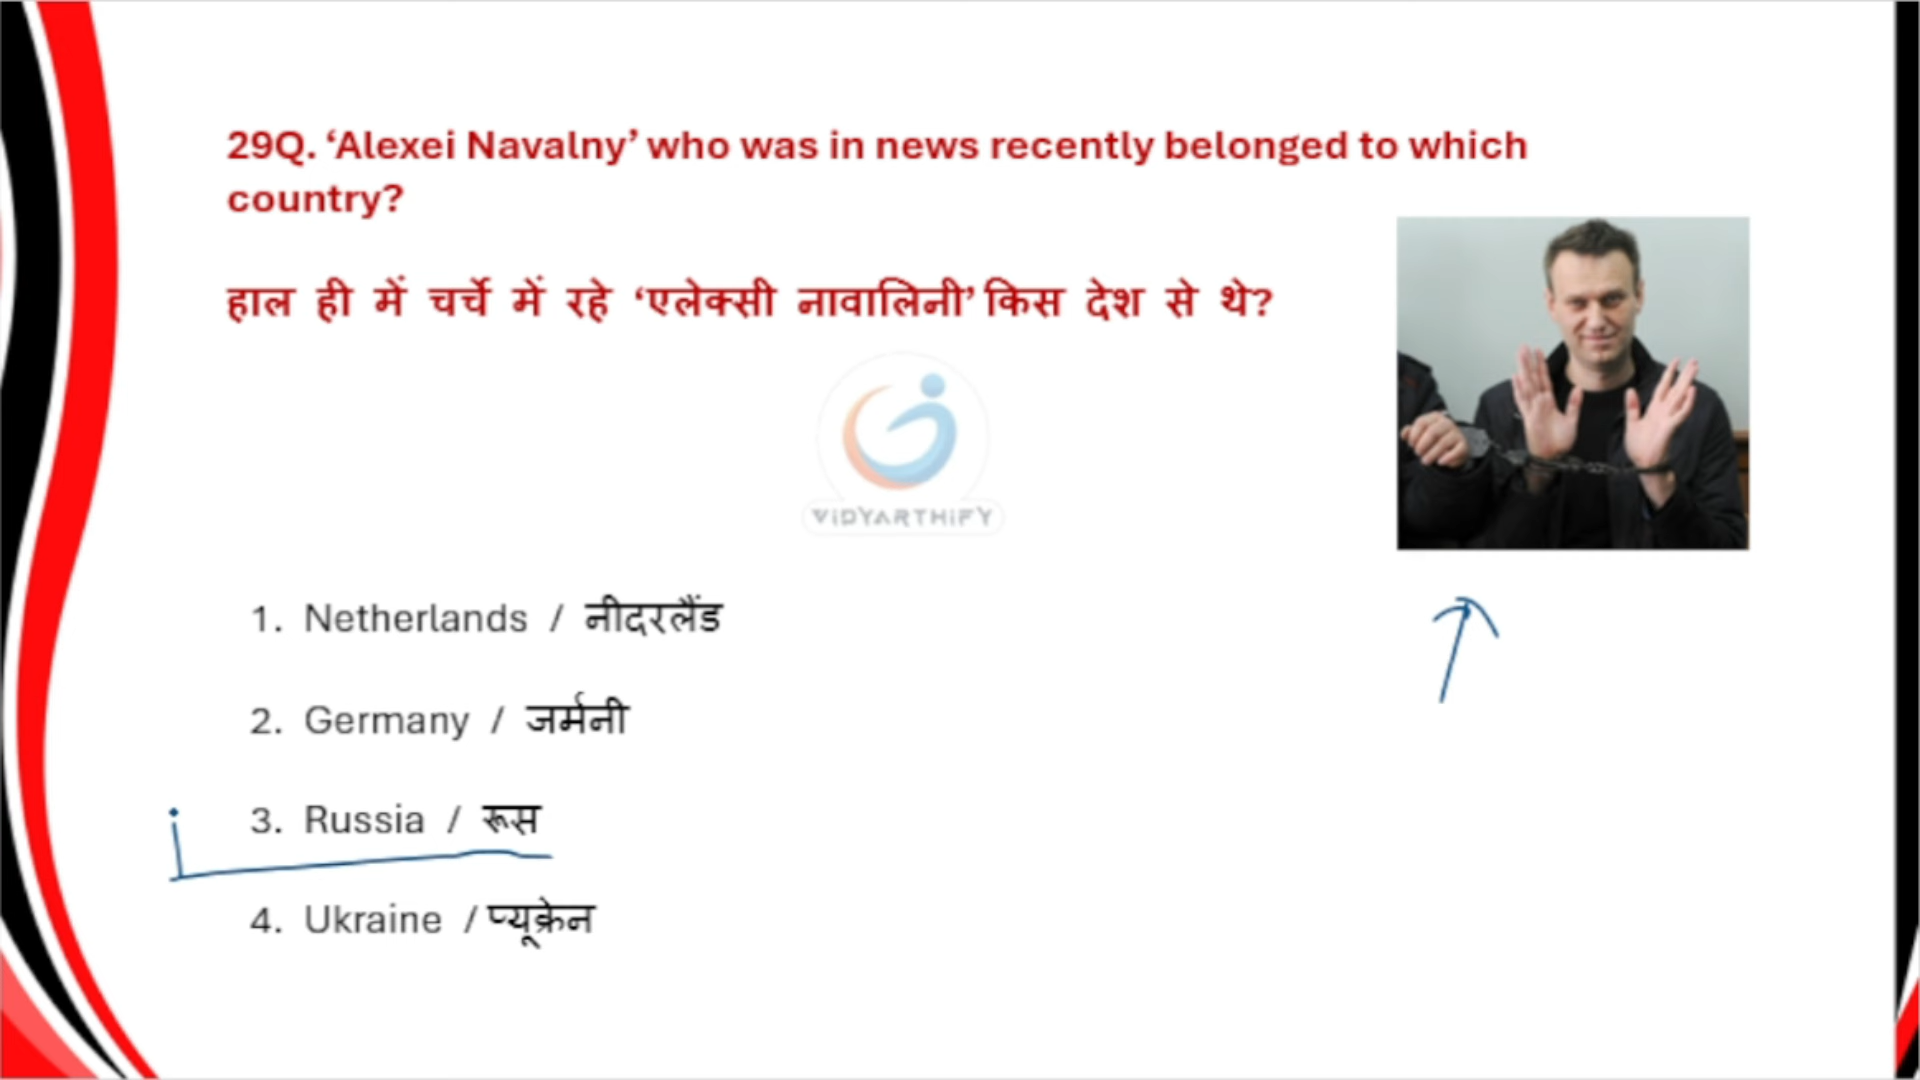 29Q. ‘Alexei Navalny’ who was in news recently belonged to which
country?
हाल ही में चर्चे में रहे ‘एलेक्सी नावालिनी’ किस देश से थे?
VIDYARTHIFY
1. Netherlands / नीदरलैंड
2. Germany / जर्मनी
3. Russia / रूस
4. Ukraine / प्यूक्रेन